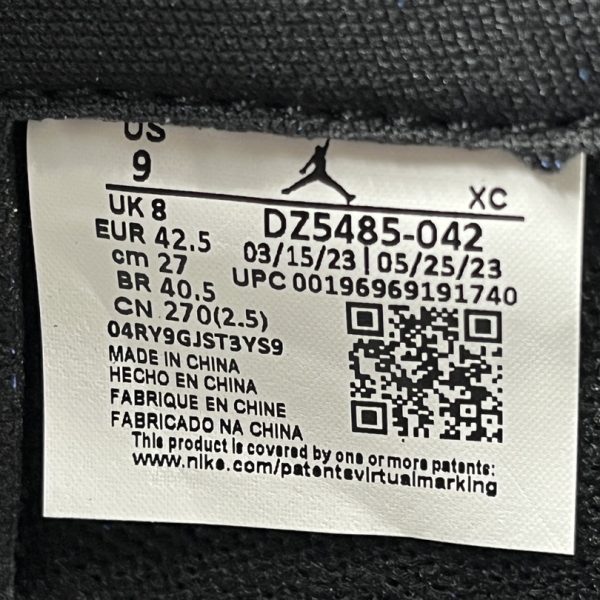 US
9
XC
UK 8
EUR 42.5
cm 27
BR 40.5
CN 270(2.5)
04RY9GJST3YS9
DZ5485-042
03/15/23 | 05/25/23
UPC 00196969191740
MADE IN CHINA
HECHO EN CHINA
FABRIQUE EN CHINE
FABRICADO NA CHINA
This product is covered by one or more patents:
www.nike.com/patentsvirtualmarking